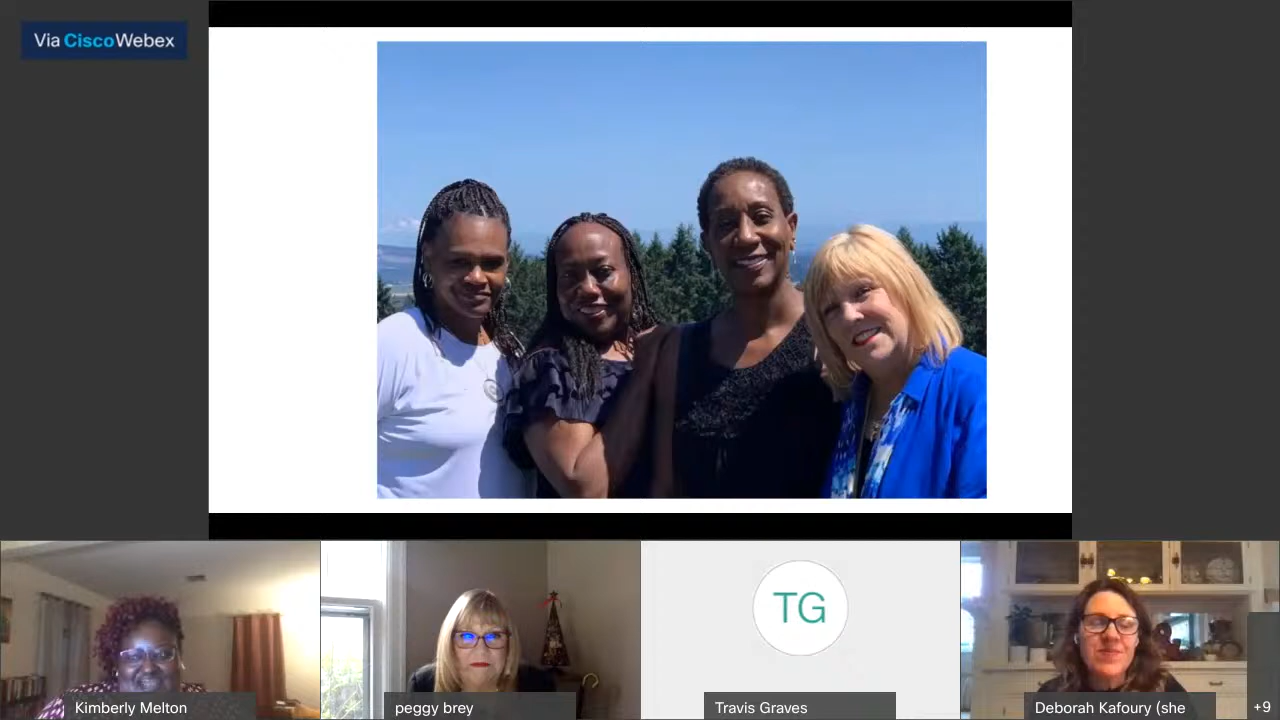 Via CiscoWebex
TG
Kimberly Melton
peggy brey
Travis Graves
Deborah Kafoury (she
+9